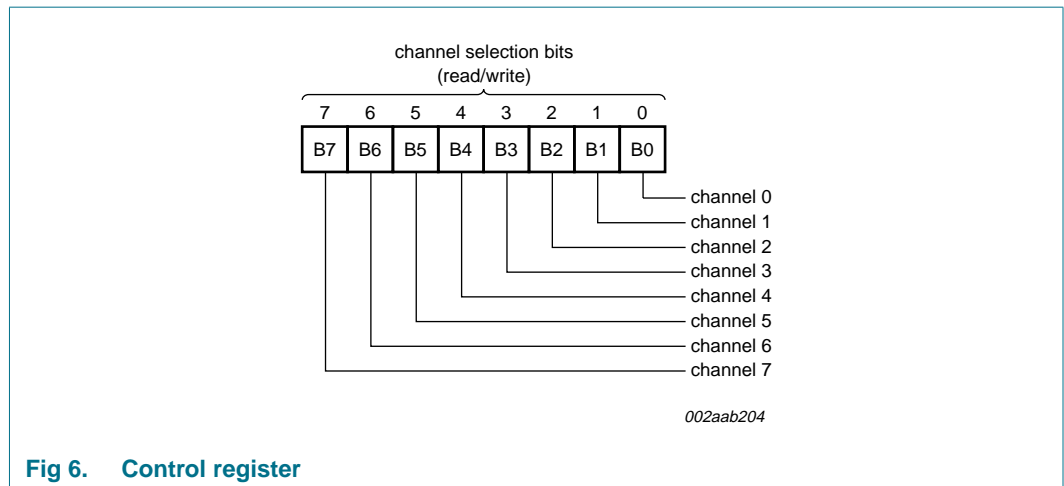 channel selection bits
(read/write)
7 6 5 4 3 2 1 0
B7 B6 B5 B4 B3 B2 B1 B0
channel 0
channel 1
channel 2
channel 3
channel 4
channel 5
channel 6
channel 7
002aab204
Fig 6. Control register